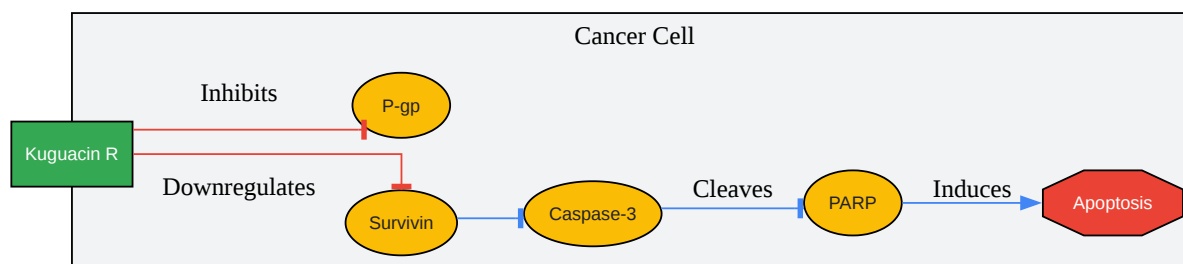 Cancer Cell
Inhibits
P-gp
Kuguacin R
Downregulates
Survivin
Caspase-3
Cleaves
PARP
Induces
Apoptosis